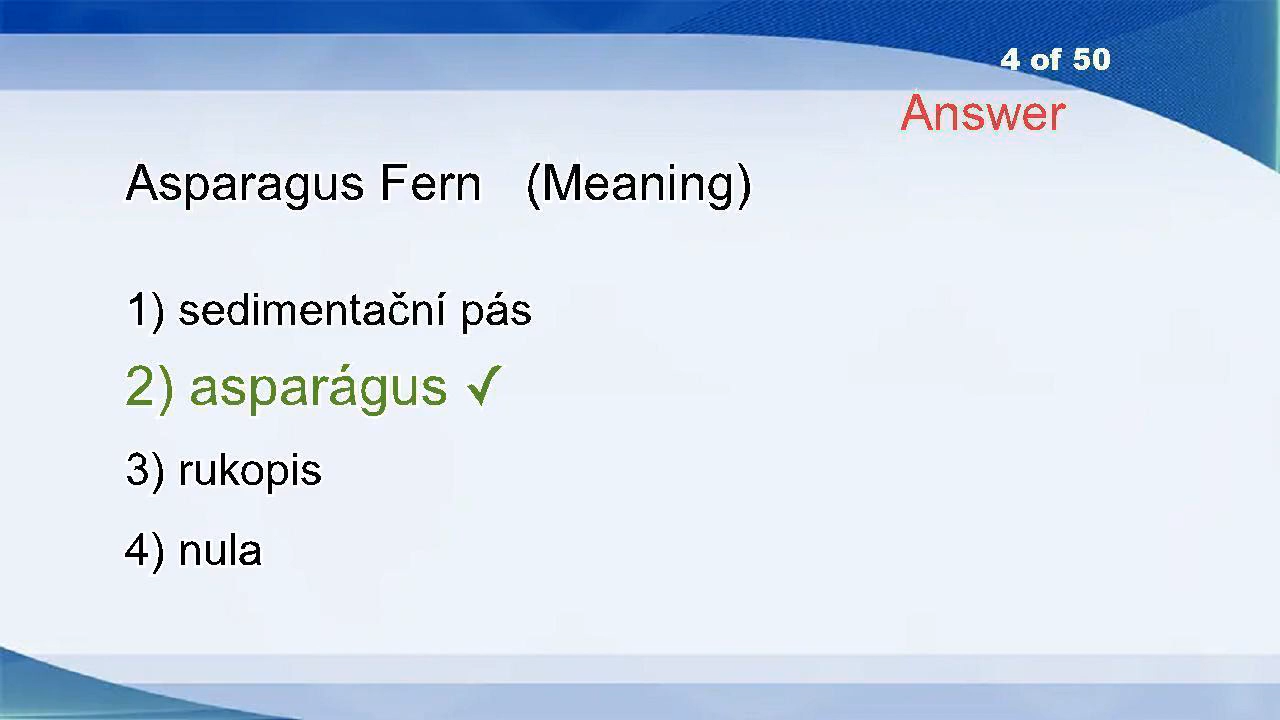 4 of 50
Answer
Asparagus Fern (Meaning)
1) sedimentační pás
2) asparágus ✓
3) rukopis
4) nula